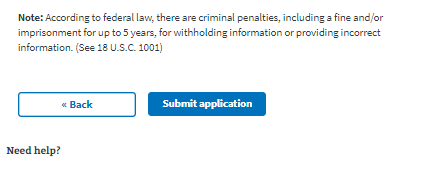 Note: According to federal law, there are criminal penalties, including a fine and/or
imprisonment for up to 5 years, for withholding information or providing incorrect
information. (See 18 U.S.C. 1001)
« Back
Submit application
Need help?